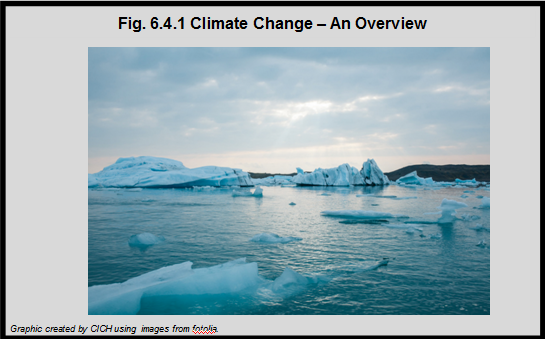 Fig. 6.4.1 Climate Change – An Overview
Graphic created by CICH using images from fotolia.